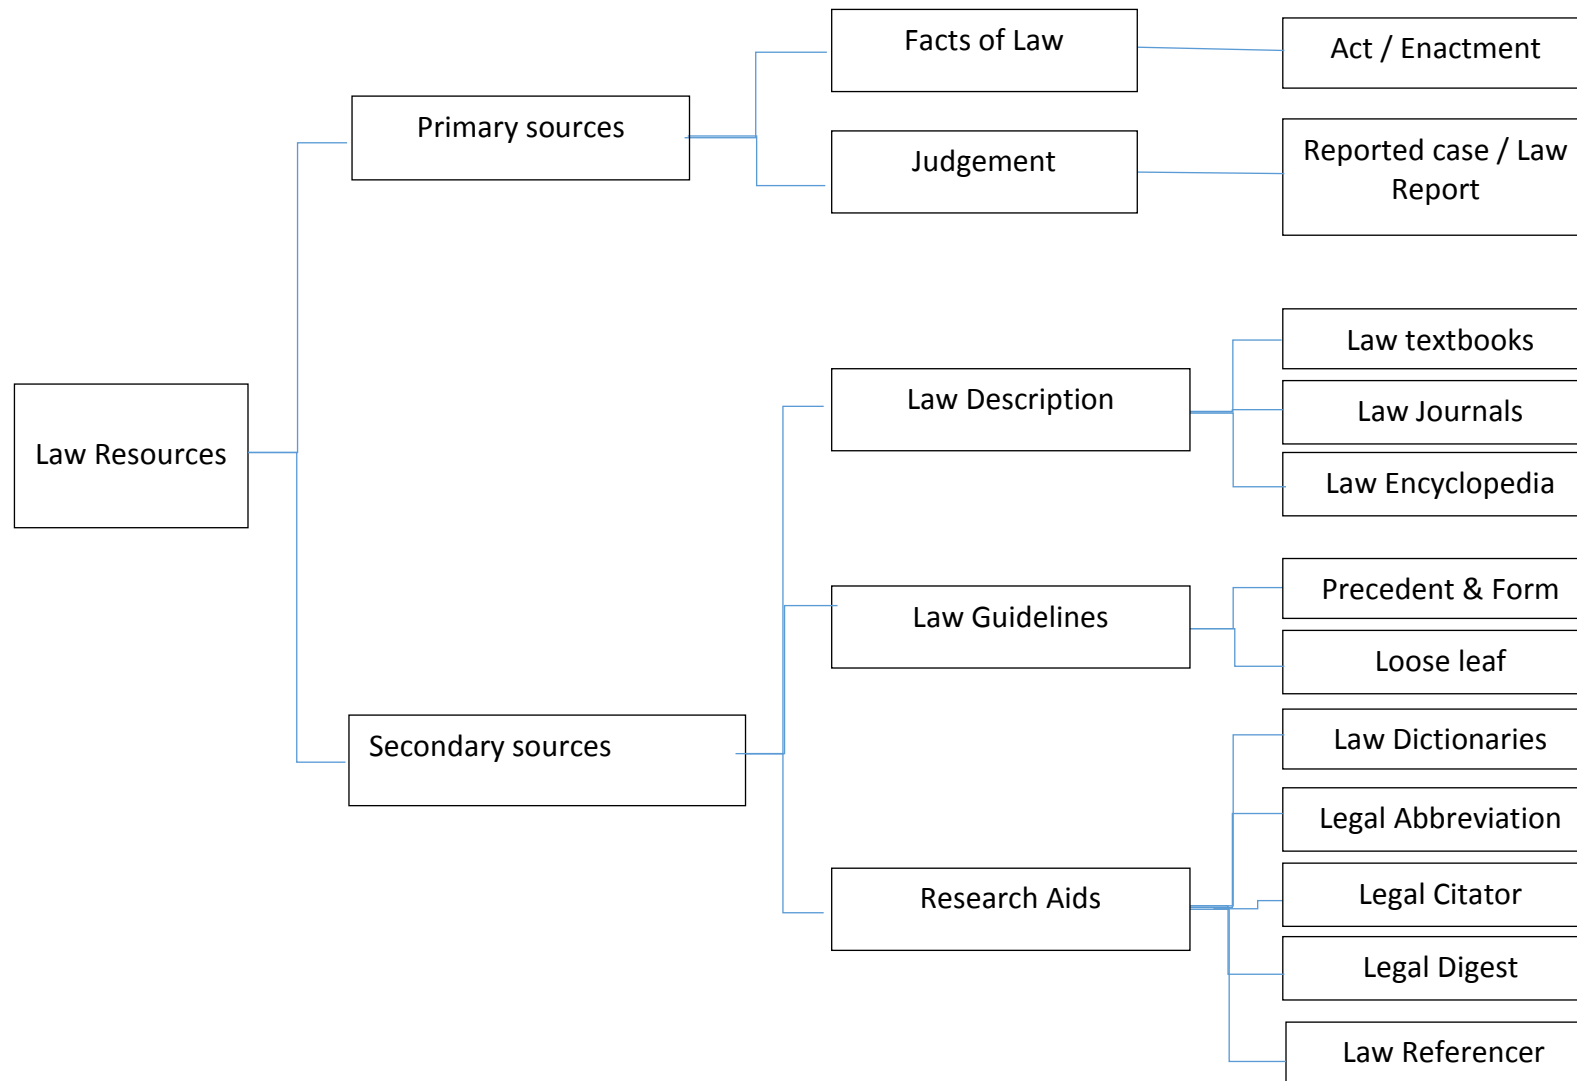 Facts of Law
Act / Enactment
Primary sources
Judgement
Reported case / Law
Report
Law textbooks
Law Description
Law Journals
Law Resources
Law Encyclopedia
Precedent & Form
Law Guidelines
Loose leaf
Secondary sources
Law Dictionaries
Legal Abbreviation
Research Aids
Legal Citator
Legal Digest
Law Referencer